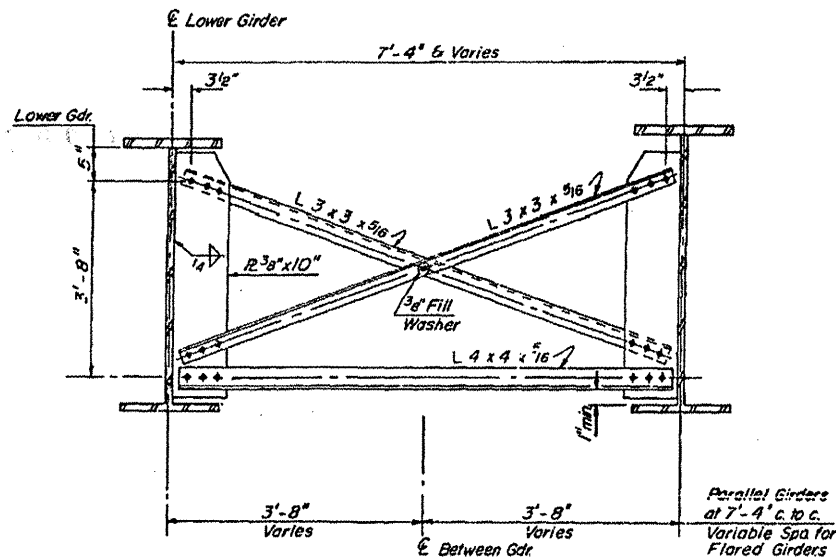 ℄ Lower Girder
7'-4" & Varies
3½"
3½"
Lower Gdr.
5"
L 3 x 3 x 5/16
L 3 x 3 x 5/16
3'-8"
1/4
PL 3/8" x 10"
3/8" Fill
Washer
L 4 x 4 x 5/16
1" min.
3'-8"
Varies
3'-8"
Varies
Parallel Girders
at 7'-4" c. to c.
Variable Spa. for
Flared Girders
℄ Between Gdr.